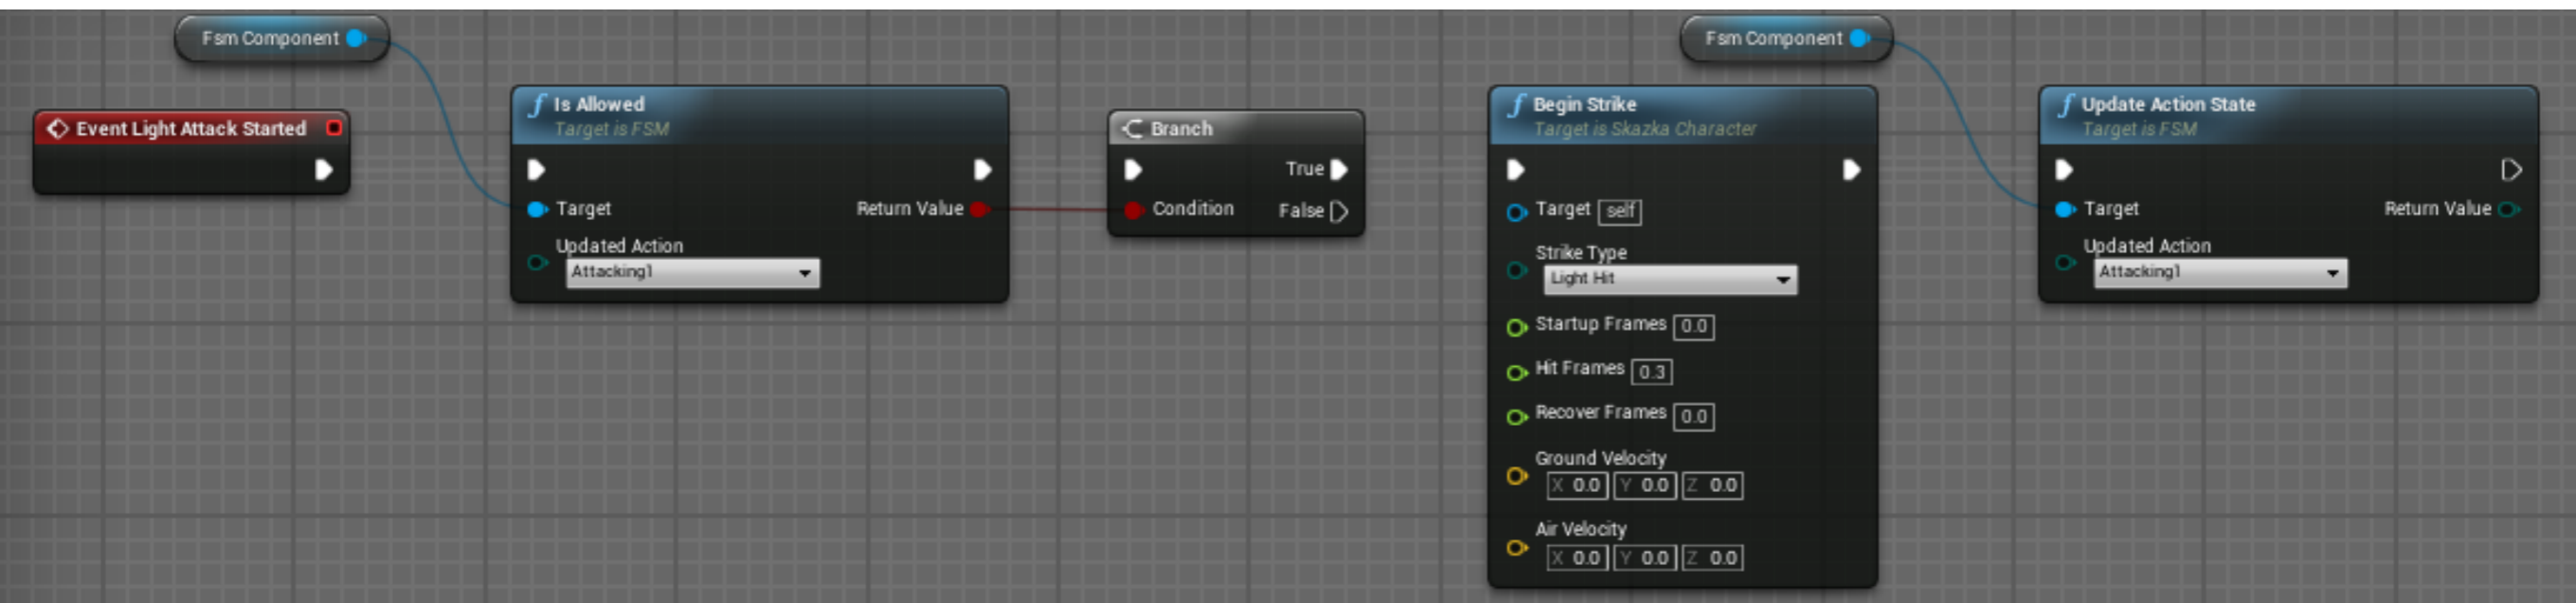 Fsm Component
Fsm Component
Event Light Attack Started
Is Allowed
Target is FSM
Target
Return Value
Updated Action
Attacking1
Branch
True
Condition
False
Begin Strike
Target is Skazka Character
Target self
Strike Type
Light Hit
Startup Frames 0.0
Hit Frames 0.3
Recover Frames 0.0
Ground Velocity
X 0.0 Y 0.0 Z 0.0
Air Velocity
X 0.0 Y 0.0 Z 0.0
Update Action State
Target is FSM
Target
Return Value
Updated Action
Attacking1